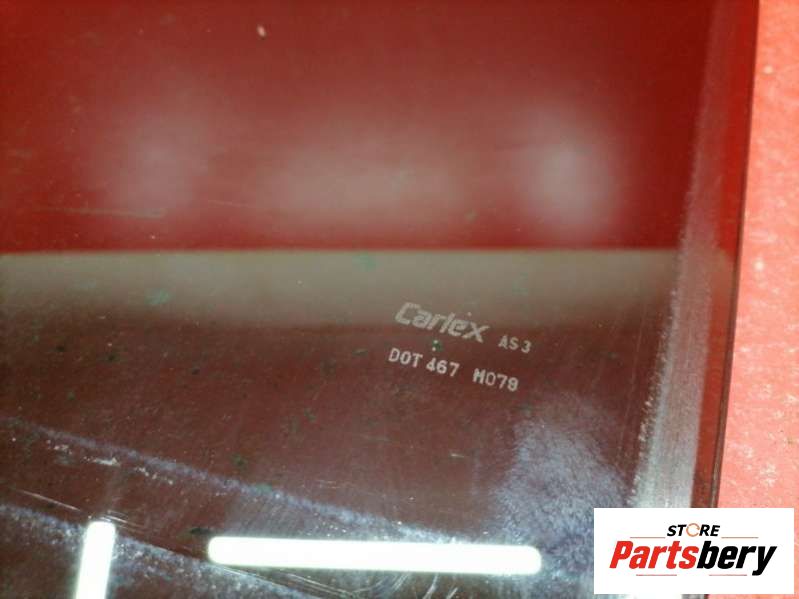 Carlex AS3
DOT 467 M078
STORE
Partsbery